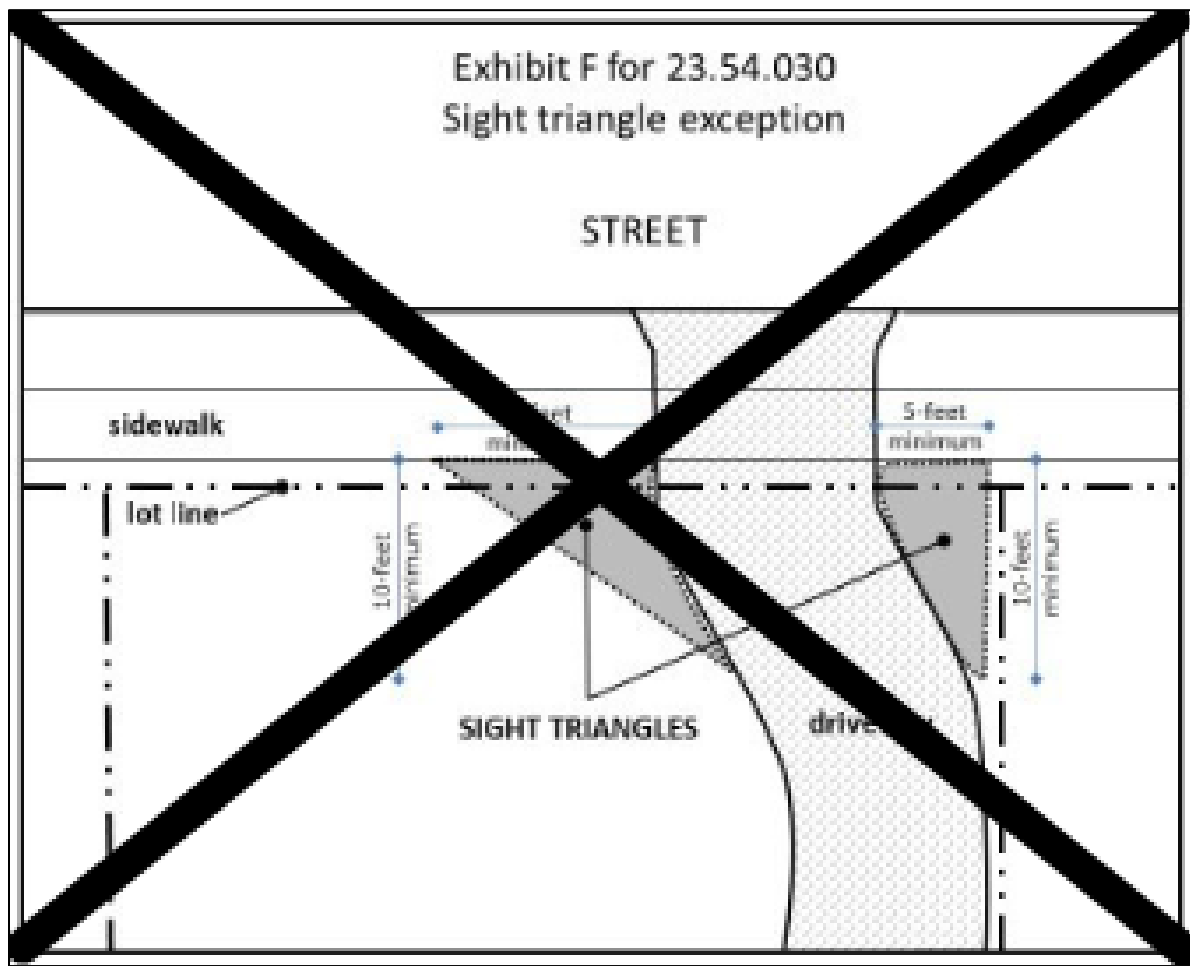 Exhibit F for 23.54.030
Sight triangle exception
STREET
sidewalk
5-feet
minimum
lot line
10-feet
minimum
10-feet
minimum
SIGHT TRIANGLES